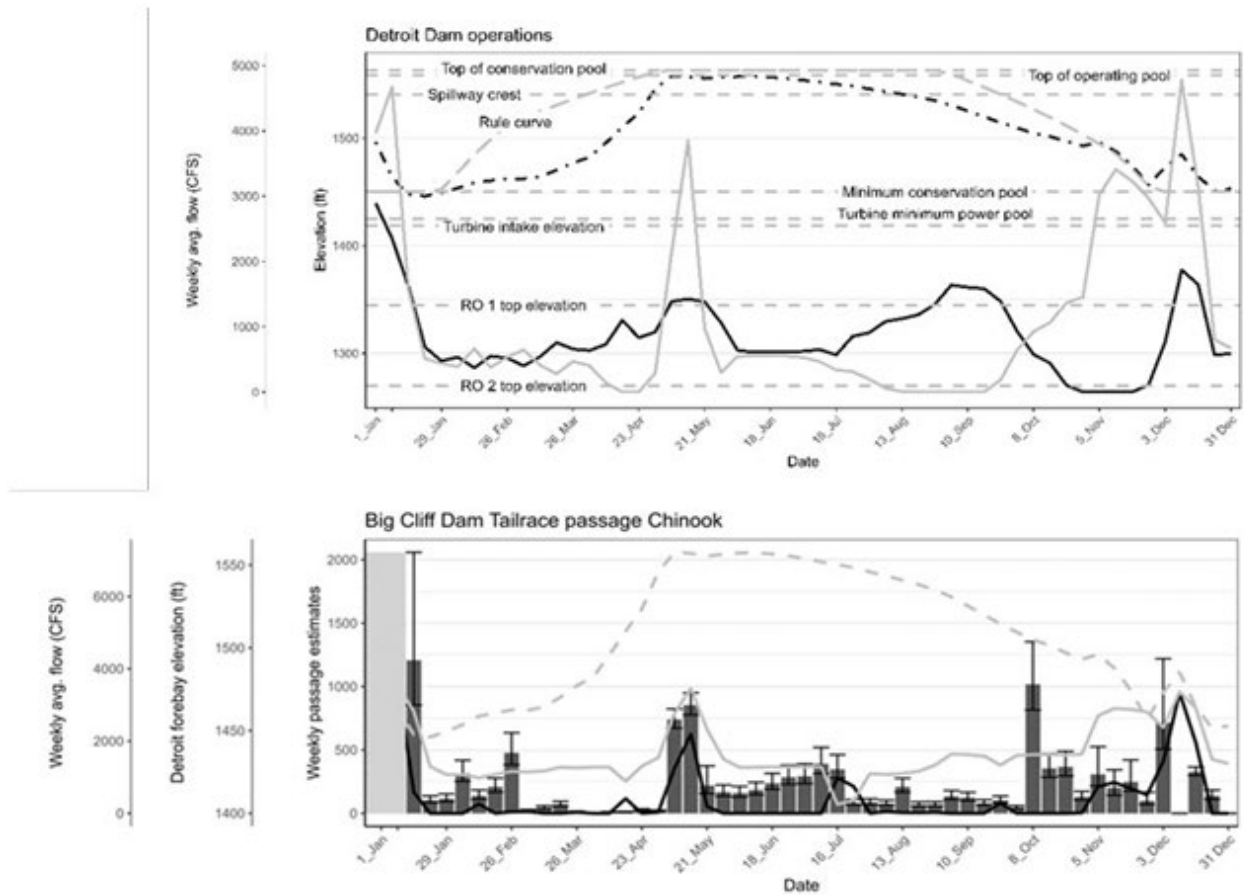 Detroit Dam operations
Weekly avg. flow (CFS)
5000
4000
3000
2000
1000
0
Elevation (ft)
1500
1400
1300
Top of conservation pool
Top of operating pool
Spillway crest
Rule curve
Minimum conservation pool
Turbine minimum power pool
Turbine intake elevation
RO 1 top elevation
RO 2 top elevation
1_Jan
29_Jan
26_Feb
26_Mar
23_Apr
21_May
18_Jun
16_Jul
13_Aug
10_Sep
8_Oct
5_Nov
3_Dec
31 Dec
Date
Big Cliff Dam Tailrace passage Chinook
Weekly avg. flow (CFS)
6000
4000
2000
0
Detroit forebay elevation (ft)
1550
1500
1450
1400
Weekly passage estimates
2000
1500
1000
500
0
1_Jan
29_Jan
26_Feb
26_Mar
23_Apr
21_May
18_Jun
16_Jul
13_Aug
10_Sep
8_Oct
5_Nov
3_Dec
31 Dec
Date